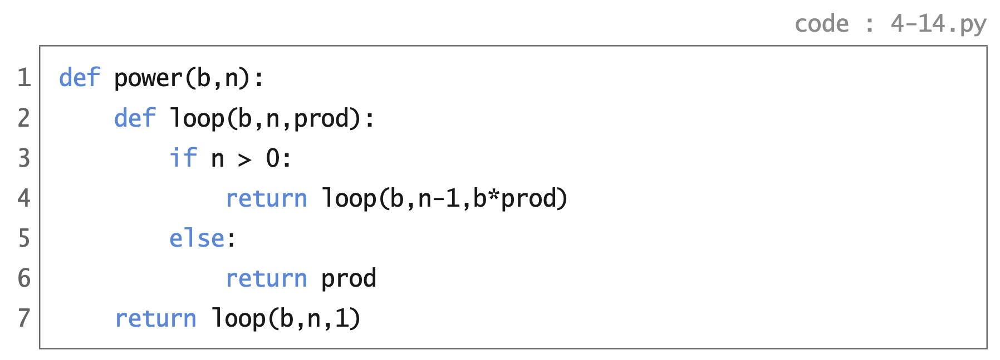 code : 4-14.py
1 def power(b,n):
2     def loop(b,n,prod):
3         if n > 0:
4             return loop(b,n-1,b*prod)
5         else:
6             return prod
7     return loop(b,n,1)